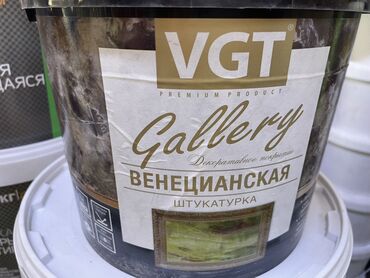 VGT
PREMIUM PRODUCT
Gallery
Декоративное покрытие
ВЕНЕЦИАНСКАЯ
ШТУКАТУРКА